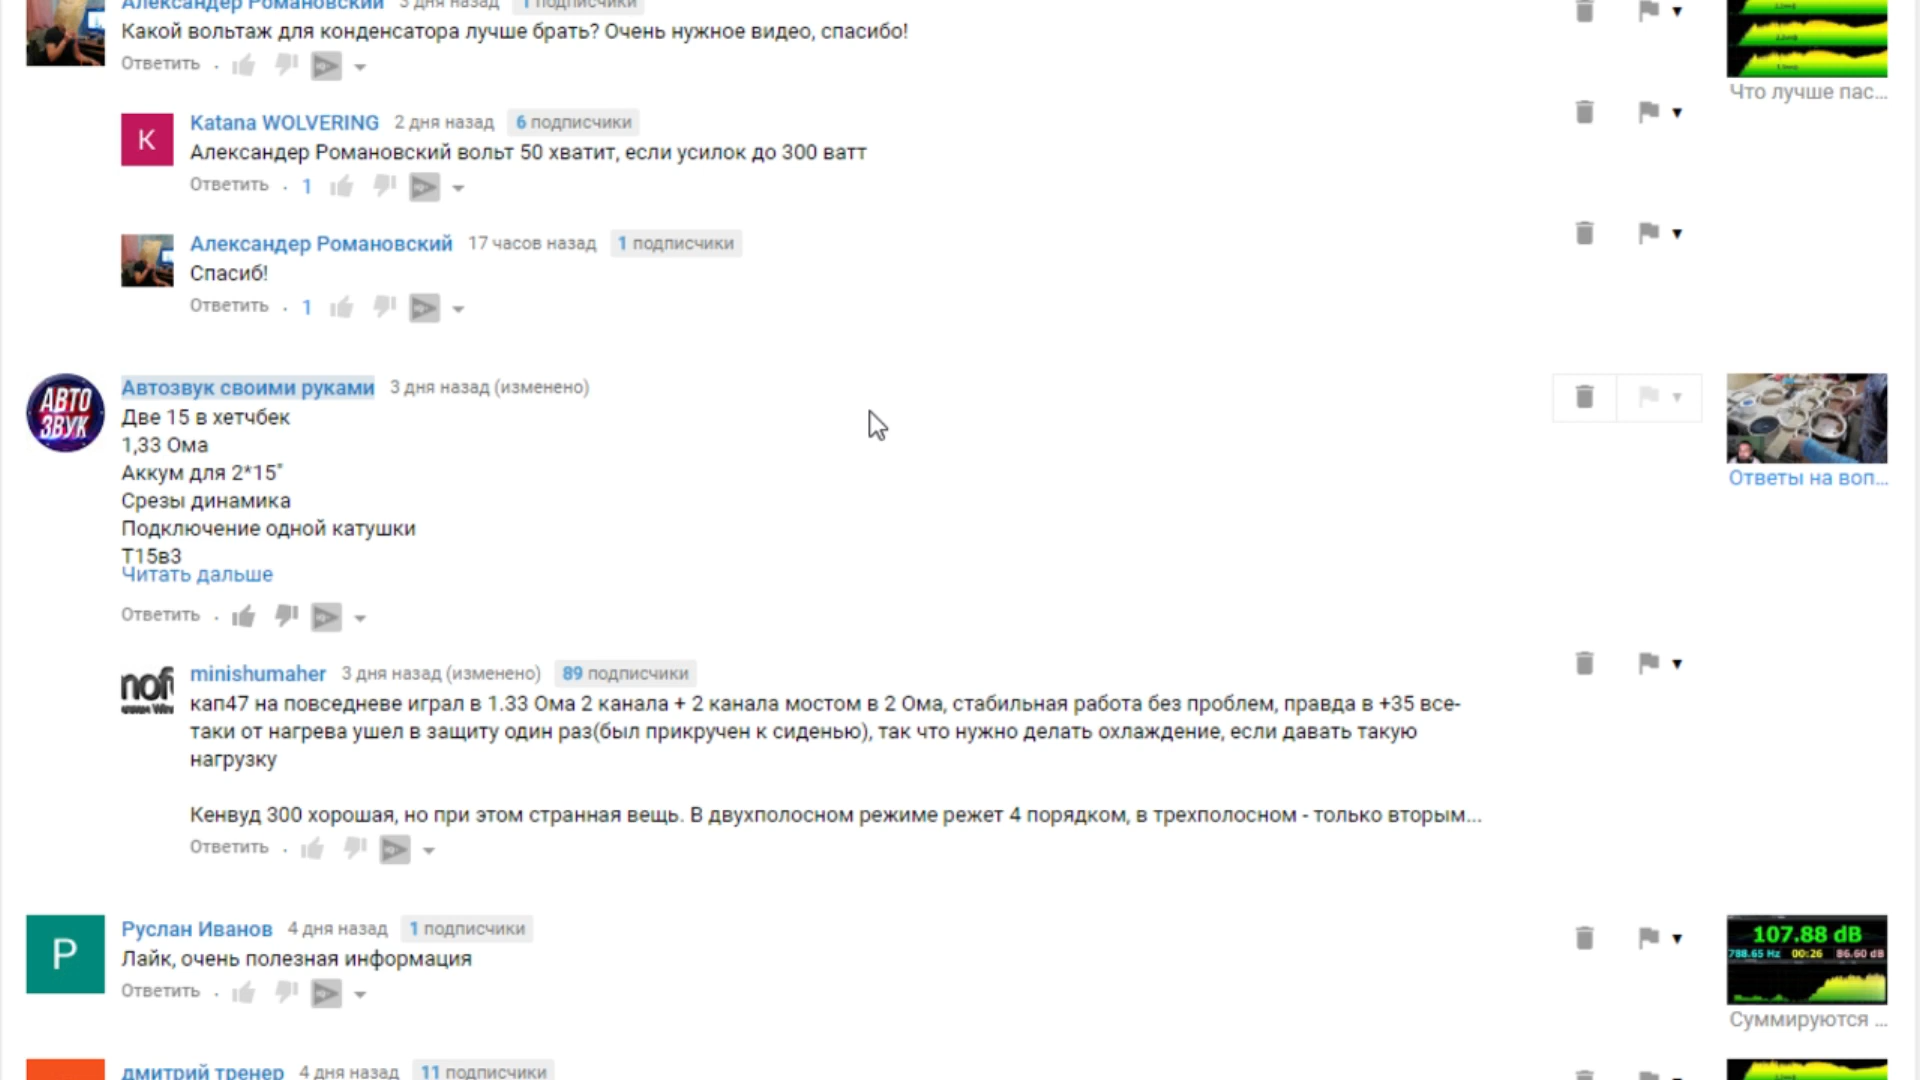 Александер Романовский 3 дня назад 1 подписчики
Какой вольтаж для конденсатора лучше брать? Очень нужное видео, спасибо!
Ответить .
Что лучше пас...
K
Katana WOLVERING 2 дня назад 6 подписчики
Александер Романовский вольт 50 хватит, если усилок до 300 ватт
Ответить . 1
Александер Романовский 17 часов назад 1 подписчики
Спасиб!
Ответить . 1
АВТО
ЗВУК
Автозвук своими руками 3 дня назад (изменено)
Две 15 в хетчбек
1,33 Ома
Аккум для 2*15"
Срезы динамика
Подключение одной катушки
Т15в3
Читать дальше
Ответить .
Ответы на воп...
minishumaher 3 дня назад (изменено) 89 подписчики
кап47 на повседневе играл в 1.33 Ома 2 канала + 2 канала мостом в 2 Ома, стабильная работа без проблем, правда в +35 все-
таки от нагрева ушел в защиту один раз(был прикручен к сиденью), так что нужно делать охлаждение, если давать такую
нагрузку
Кенвуд 300 хорошая, но при этом странная вещь. В двухполосном режиме режет 4 порядком, в трехполосном - только вторым...
Ответить .
Р
Руслан Иванов 4 дня назад 1 подписчики
Лайк, очень полезная информация
Ответить .
107.88 dB
788.65 Hz 00:26 86.60 dB
Суммируются ...
дмитрий тренер 4 дня назад 11 подписчики